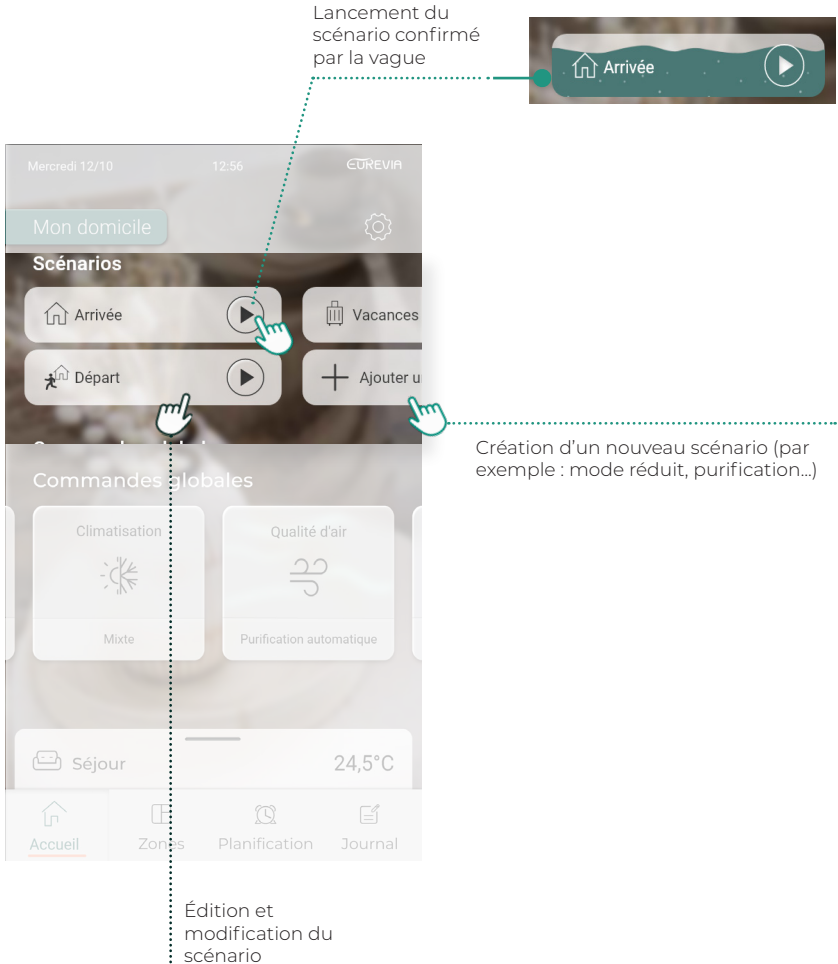 Lancement du
scénario confirmé
par la vague
Arrivée
Mercredi 12/10
12:56
EUREVIA
Mon domicile
Scénarios
Arrivée
Vacances
Départ
Ajouter u
Création d'un nouveau scénario (par
exemple : mode réduit, purification...)
Commandes globales
Climatisation
Qualité d'air
Mixte
Purification automatique
Séjour
24,5°C
Accueil
Zones
Planification
Journal
Édition et
modification du
scénario